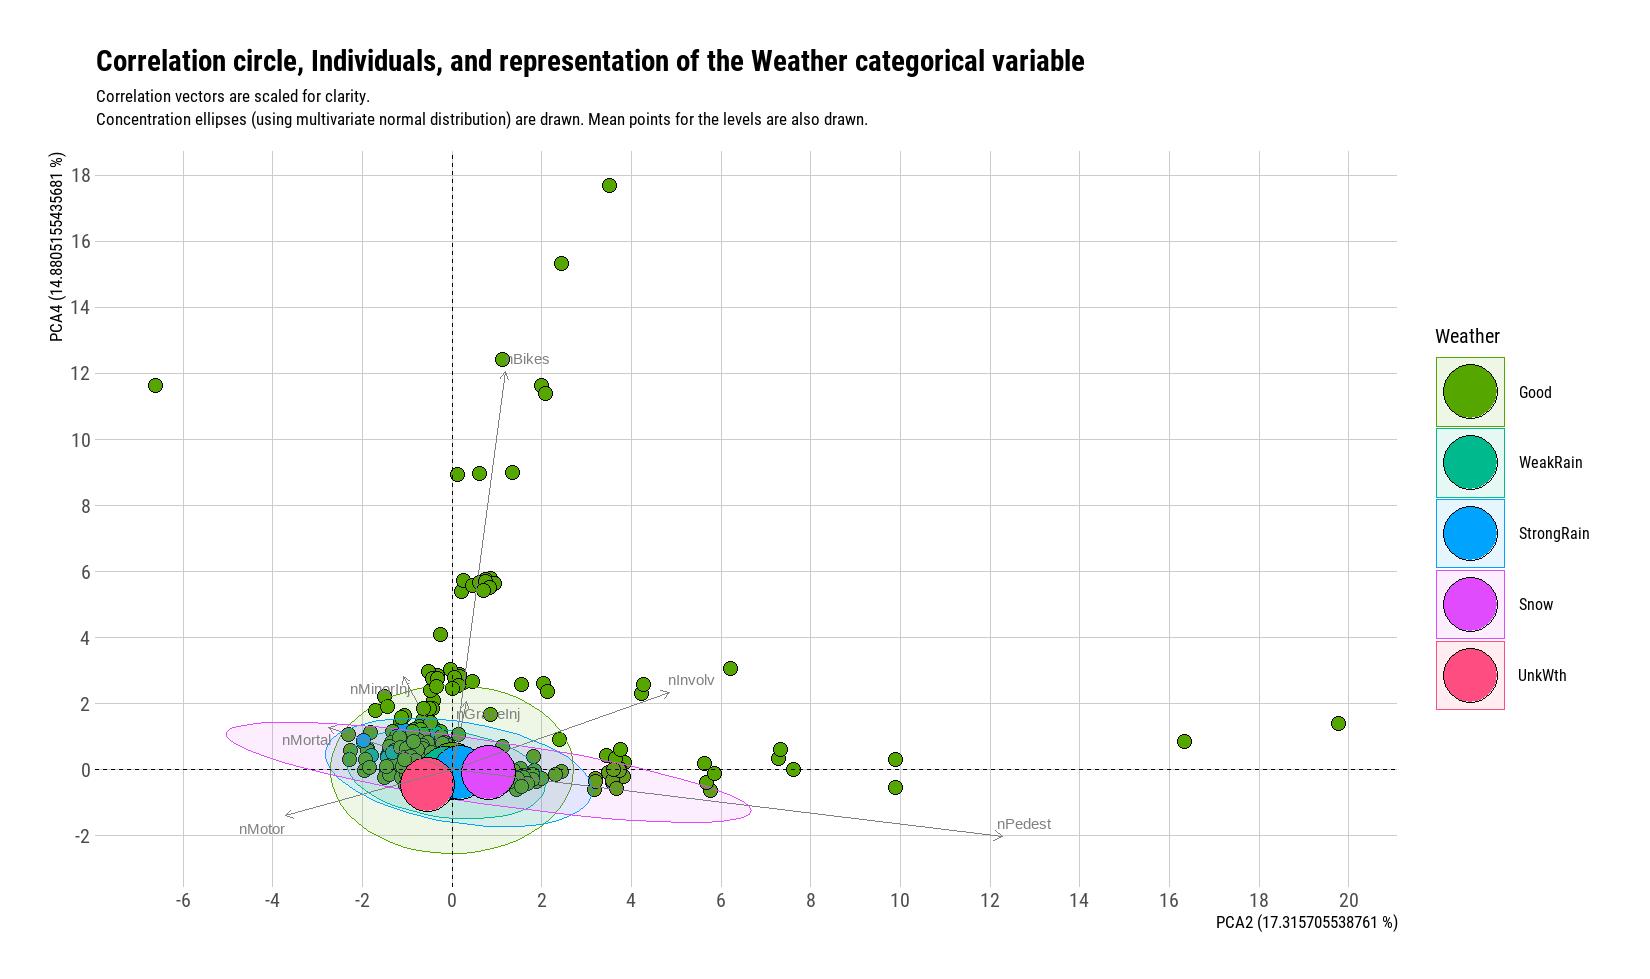 Correlation circle, Individuals, and representation of the Weather categorical variable
Correlation vectors are scaled for clarity.
Concentration ellipses (using multivariate normal distribution) are drawn. Mean points for the levels are also drawn.
PCA4 (14.8805155435681 %)
18
16
14
12
10
8
6
4
2
0
-2
nBikes
nMinorInj
nInvolv
nGraveInj
nMortal
nMotor
nPedest
-6
-4
-2
0
2
4
6
8
10
12
14
16
18
20
PCA2 (17.315705538761 %)
Weather
Good
WeakRain
StrongRain
Snow
UnkWth